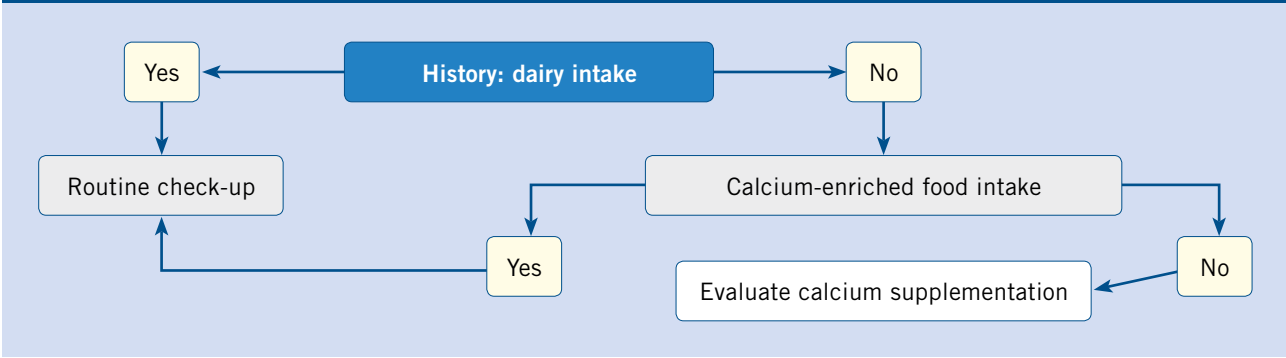 Yes
History: dairy intake
No
Routine check-up
Calcium-enriched food intake
Yes
No
Evaluate calcium supplementation